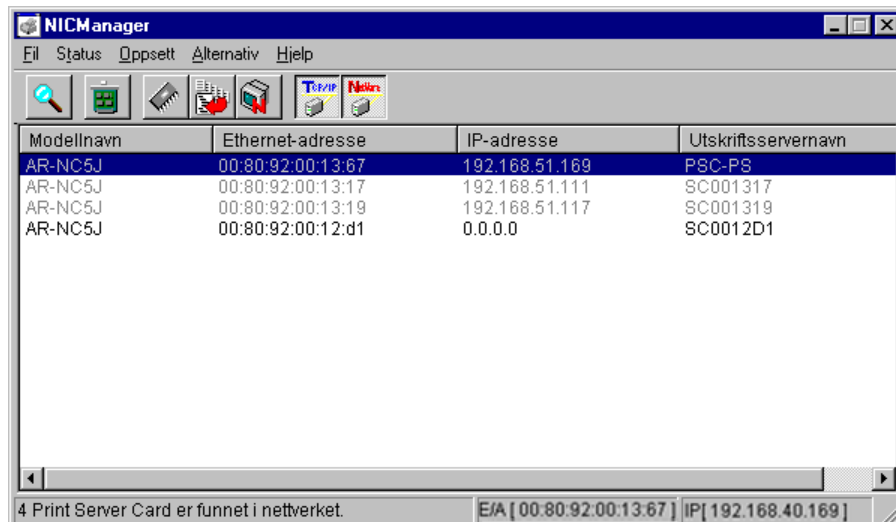 NICManager
Fil Status Oppsett Alternativ Hjelp
TCP/IP NetWare
Modellnavn Ethernet-adresse IP-adresse Utskriftsservernavn
AR-NC5J 00:80:92:00:13:67 192.168.51.169 PSC-PS
AR-NC5J 00:80:92:00:13:17 192.168.51.111 SC001317
AR-NC5J 00:80:92:00:13:19 192.168.51.117 SC001319
AR-NC5J 00:80:92:00:12:d1 0.0.0.0 SC0012D1
4 Print Server Card er funnet i nettverket. E/A [ 00:80:92:00:13:67 ] IP[ 192.168.40.169 ]